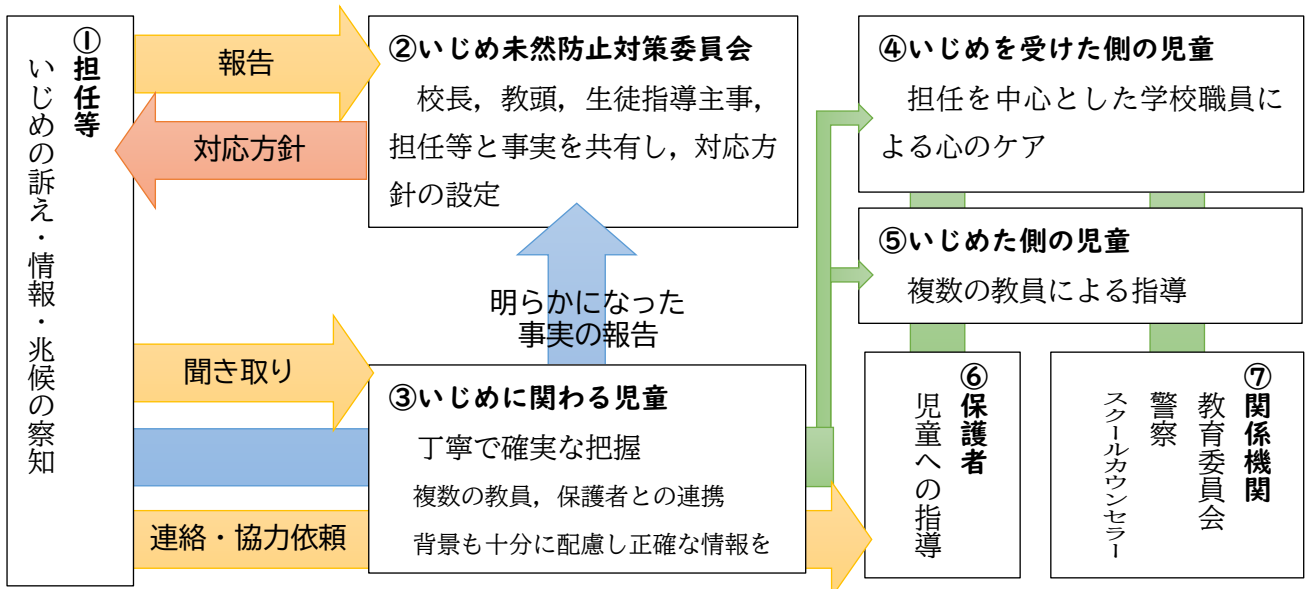 ①担任等
いじめの訴え・情報・兆候の察知
報告
対応方針
②いじめ未然防止対策委員会
校長，教頭，生徒指導主事，
担任等と事実を共有し，対応方
針の設定
明らかになった
事実の報告
聞き取り
連絡・協力依頼
③いじめに関わる児童
丁寧で確実な把握
複数の教員，保護者との連携
背景も十分に配慮し正確な情報を
④いじめを受けた側の児童
担任を中心とした学校職員に
よる心のケア
⑤いじめた側の児童
複数の教員による指導
⑥保護者
児童への指導
⑦関係機関
教育委員会
警察
スクールカウンセラー